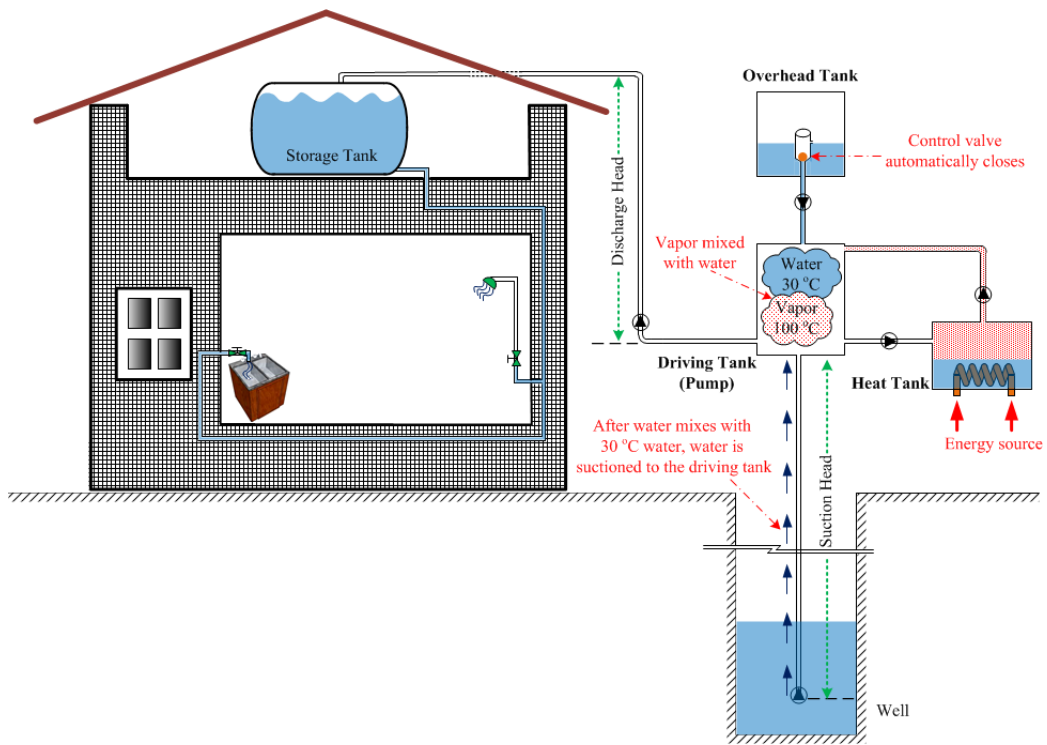 Overhead Tank
Storage Tank
Control valve
automatically closes
Discharge Head
Vapor mixed
with water
Water
30 °C
Vapor
100 °C
Driving Tank
(Pump)
Heat Tank
After water mixes with
30 °C water, water is
suctioned to the driving tank
Energy source
Suction Head
Well